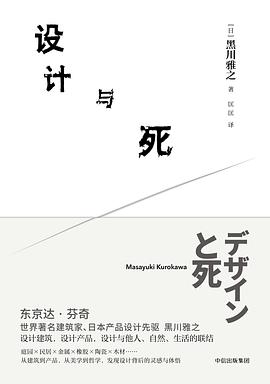 [日] 黑川雅之 著
匡匡 译
设计与死
Masayuki Kurokawa
デザインと死
东京达·芬奇
世界著名建筑家、日本产品设计先驱 黑川雅之
设计建筑，设计产品，设计与他人、自然、生活的联结
庭园×民居×金属×橡胶×陶瓷×木材……
从建筑到产品，从美学到哲学，发现设计背后的灵感与体悟
中信出版集团